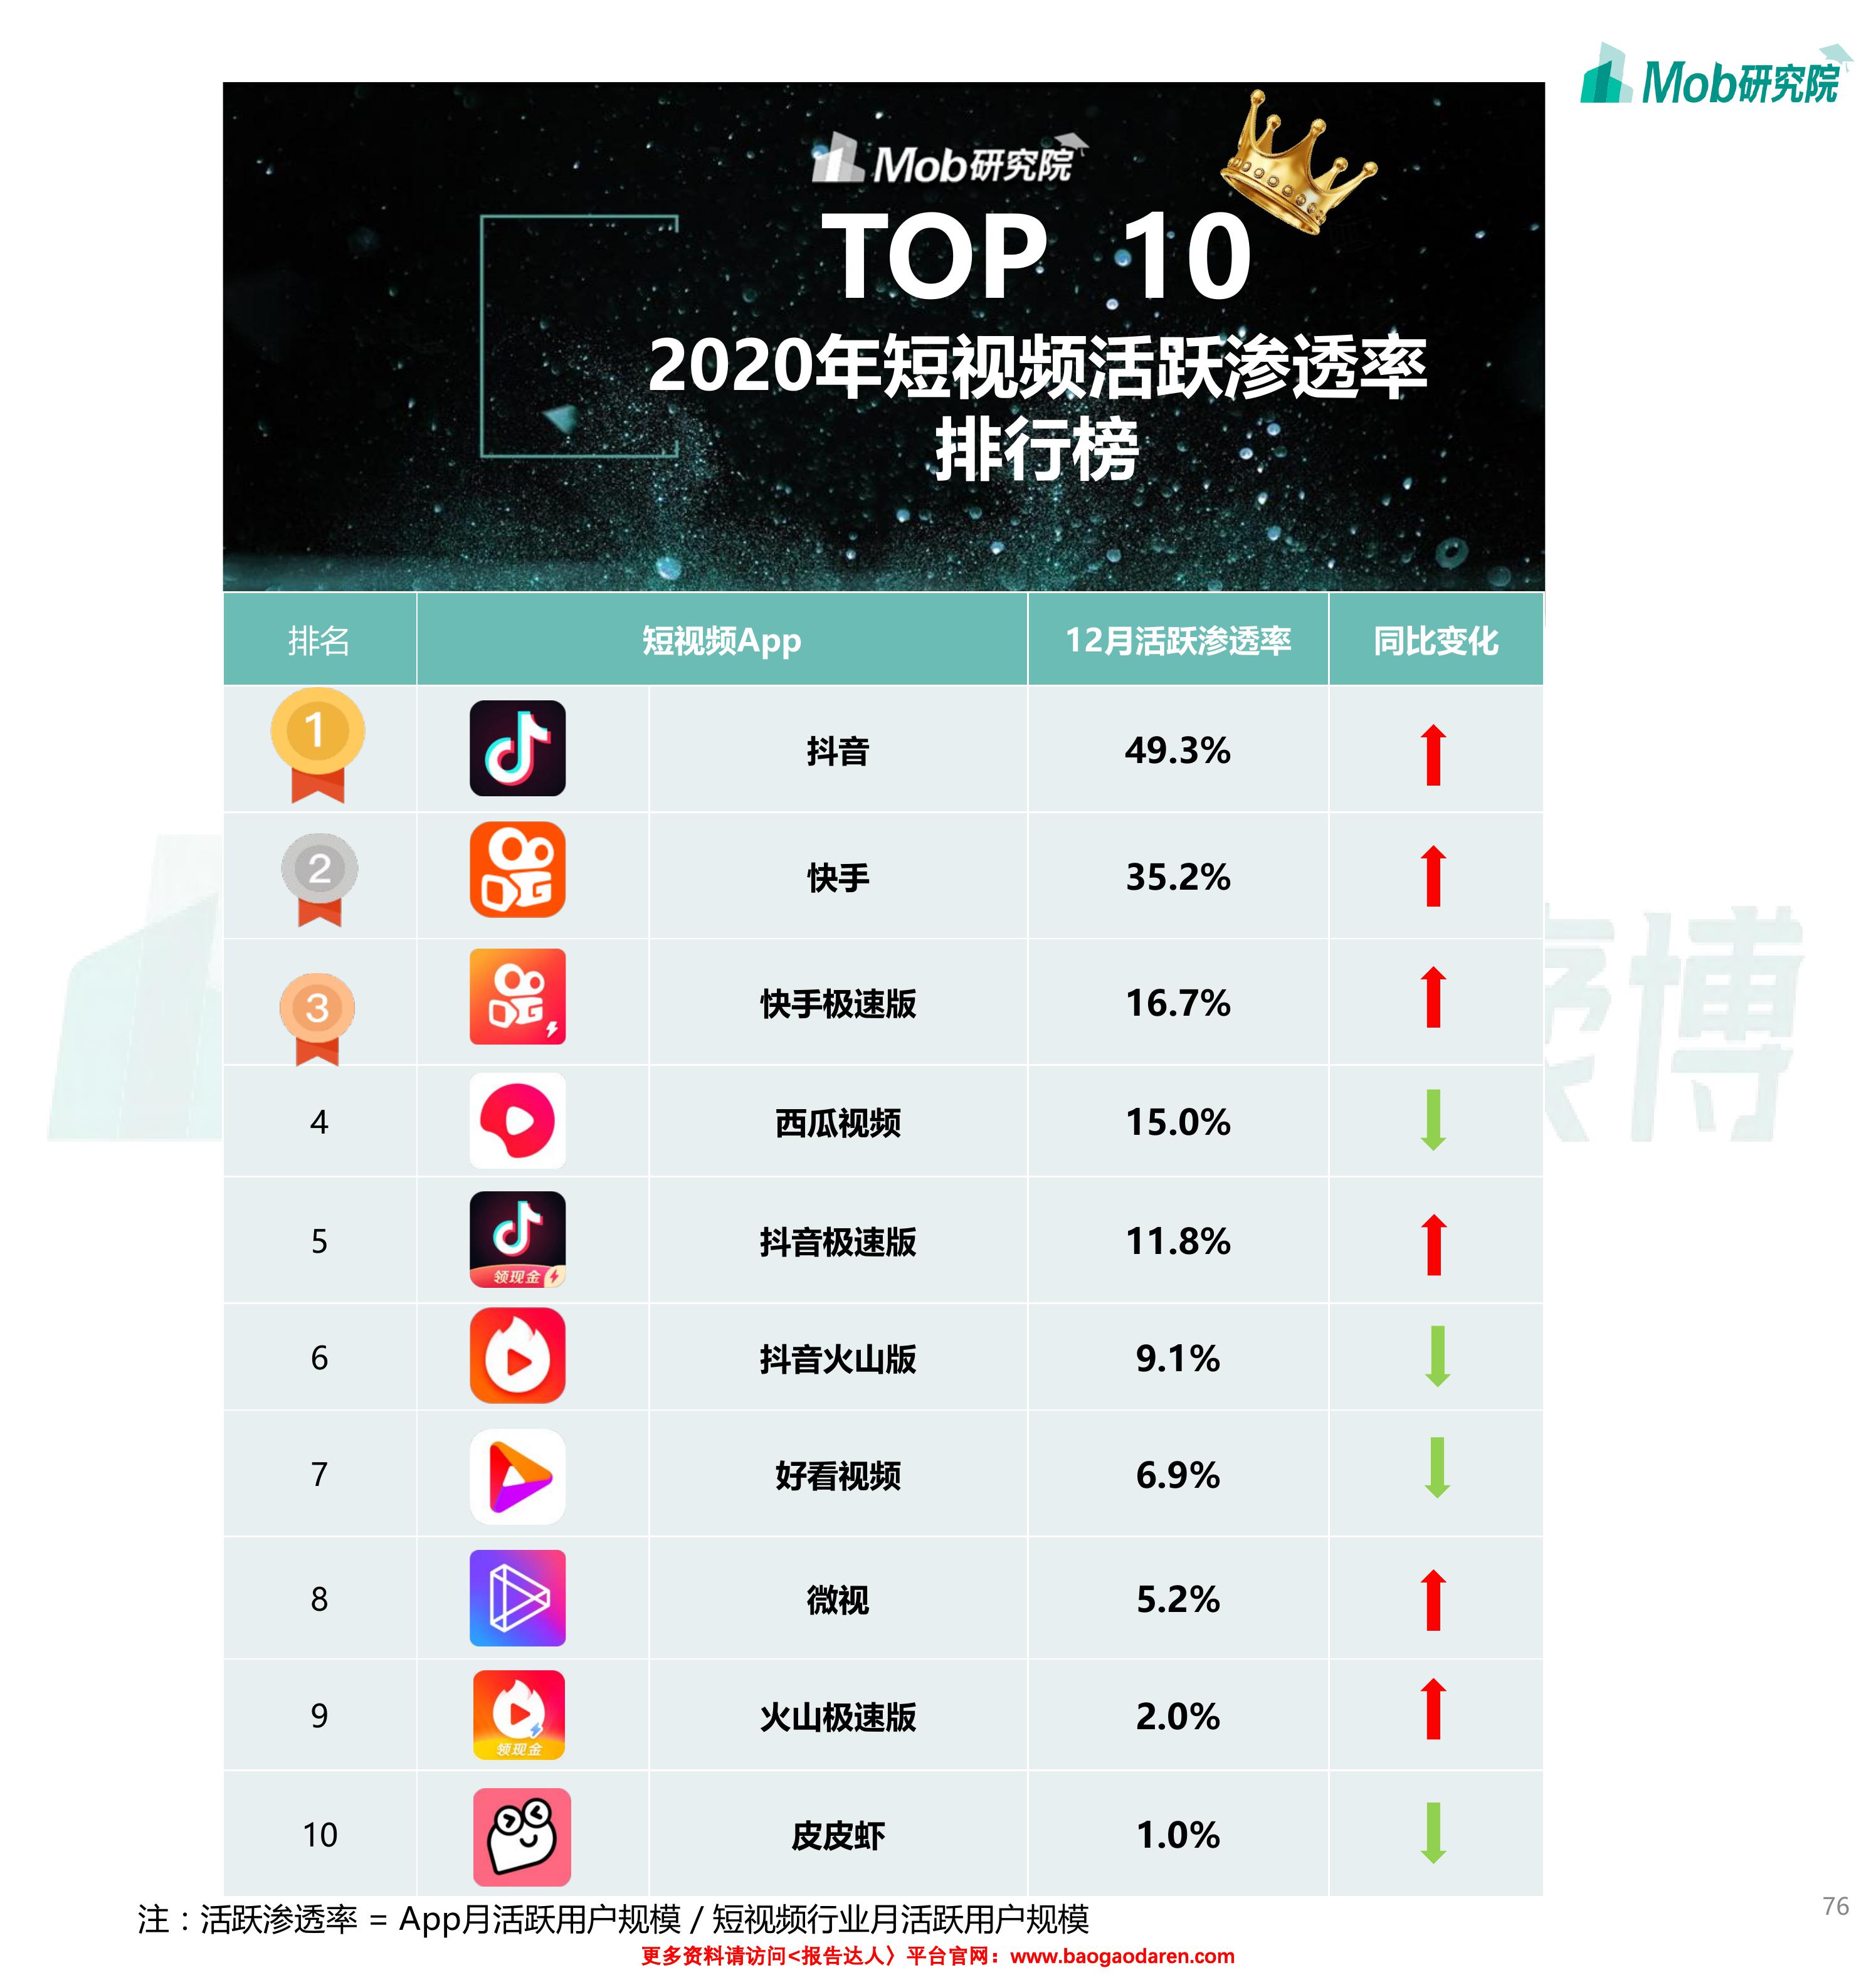 Mob研究院
Mob研究院
TOP 10
2020年短视频活跃渗透率
排行榜
排名 短视频App 12月活跃渗透率 同比变化
1 抖音 49.3%
2 快手 35.2%
3 快手极速版 16.7%
4 西瓜视频 15.0%
5 领现金 抖音极速版 11.8%
6 抖音火山版 9.1%
7 好看视频 6.9%
8 微视 5.2%
9 领现金 火山极速版 2.0%
10 皮皮虾 1.0%
注：活跃渗透率 = App月活跃用户规模 / 短视频行业月活跃用户规模
76
更多资料请访问<报告达人〉平台官网：www.baogaodaren.com